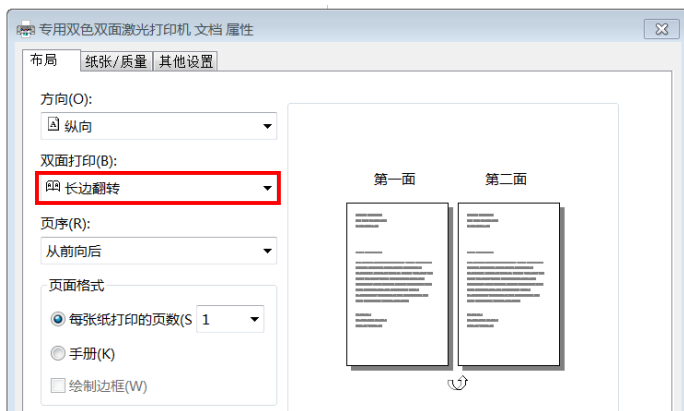 专用双色双面激光打印机 文档 属性
布局 纸张/质量 其他设置
方向(O):
纵向
双面打印(B):
长边翻转
页序(R):
从前向后
页面格式
每张纸打印的页数(S 1
手册(K)
绘制边框(W)
第一面 第二面